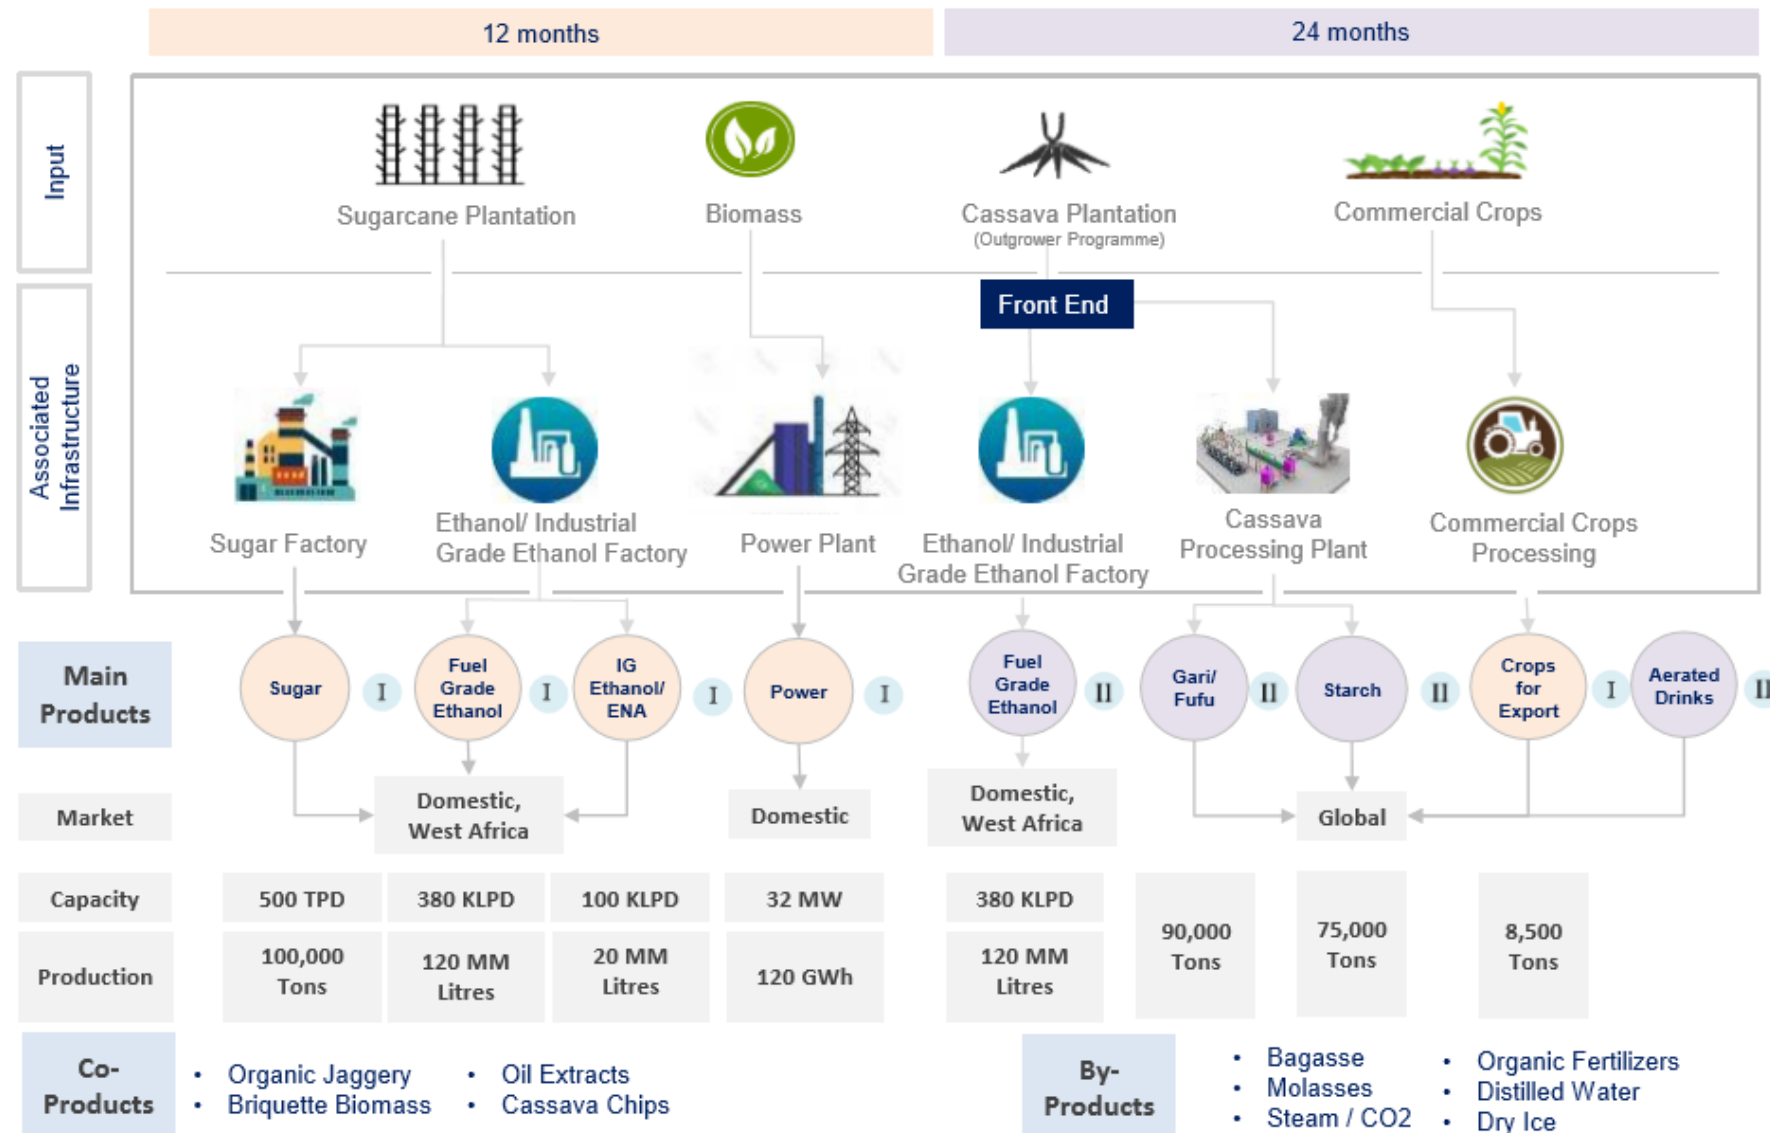 12 months
24 months
Input
Sugarcane Plantation
Biomass
Cassava Plantation
(Outgrower Programme)
Commercial Crops
Associated
Infrastructure
Front End
Sugar Factory
Ethanol/ Industrial
Grade Ethanol Factory
Power Plant
Ethanol/ Industrial
Grade Ethanol Factory
Cassava
Processing Plant
Commercial Crops
Processing
Main
Products
Sugar
I
Fuel
Grade
Ethanol
I
IG
Ethanol/
ENA
I
Power
I
Fuel
Grade
Ethanol
II
Gari/
Fufu
II
Starch
II
Crops
for
Export
I
Aerated
Drinks
II
Market
Domestic,
West Africa
Domestic
Domestic,
West Africa
Global
Capacity
500 TPD
380 KLPD
100 KLPD
32 MW
380 KLPD
90,000
Tons
75,000
Tons
8,500
Tons
Production
100,000
Tons
120 MM
Litres
20 MM
Litres
120 GWh
120 MM
Litres
Co-
Products
• Organic Jaggery
• Briquette Biomass
• Oil Extracts
• Cassava Chips
By-
Products
• Bagasse
• Molasses
• Steam / CO2
• Organic Fertilizers
• Distilled Water
• Dry Ice